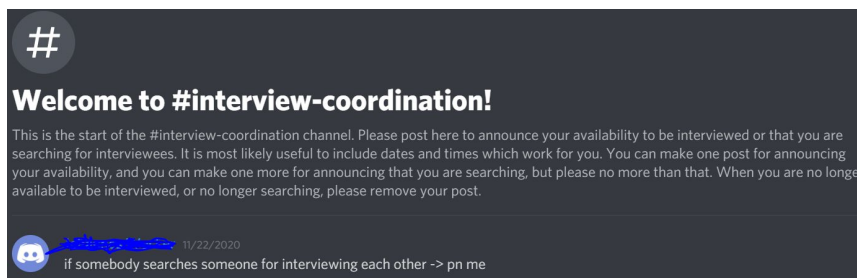 #
Welcome to #interview-coordination!
This is the start of the #interview-coordination channel. Please post here to announce your availability to be interviewed or that you are
searching for interviewees. It is most likely useful to include dates and times which work for you. You can make one post for announcing
your availability, and you can make one more for announcing that you are searching, but please no more than that. When you are no longe
available to be interviewed, or no longer searching, please remove your post.
11/22/2020
if somebody searches someone for interviewing each other -> pn me